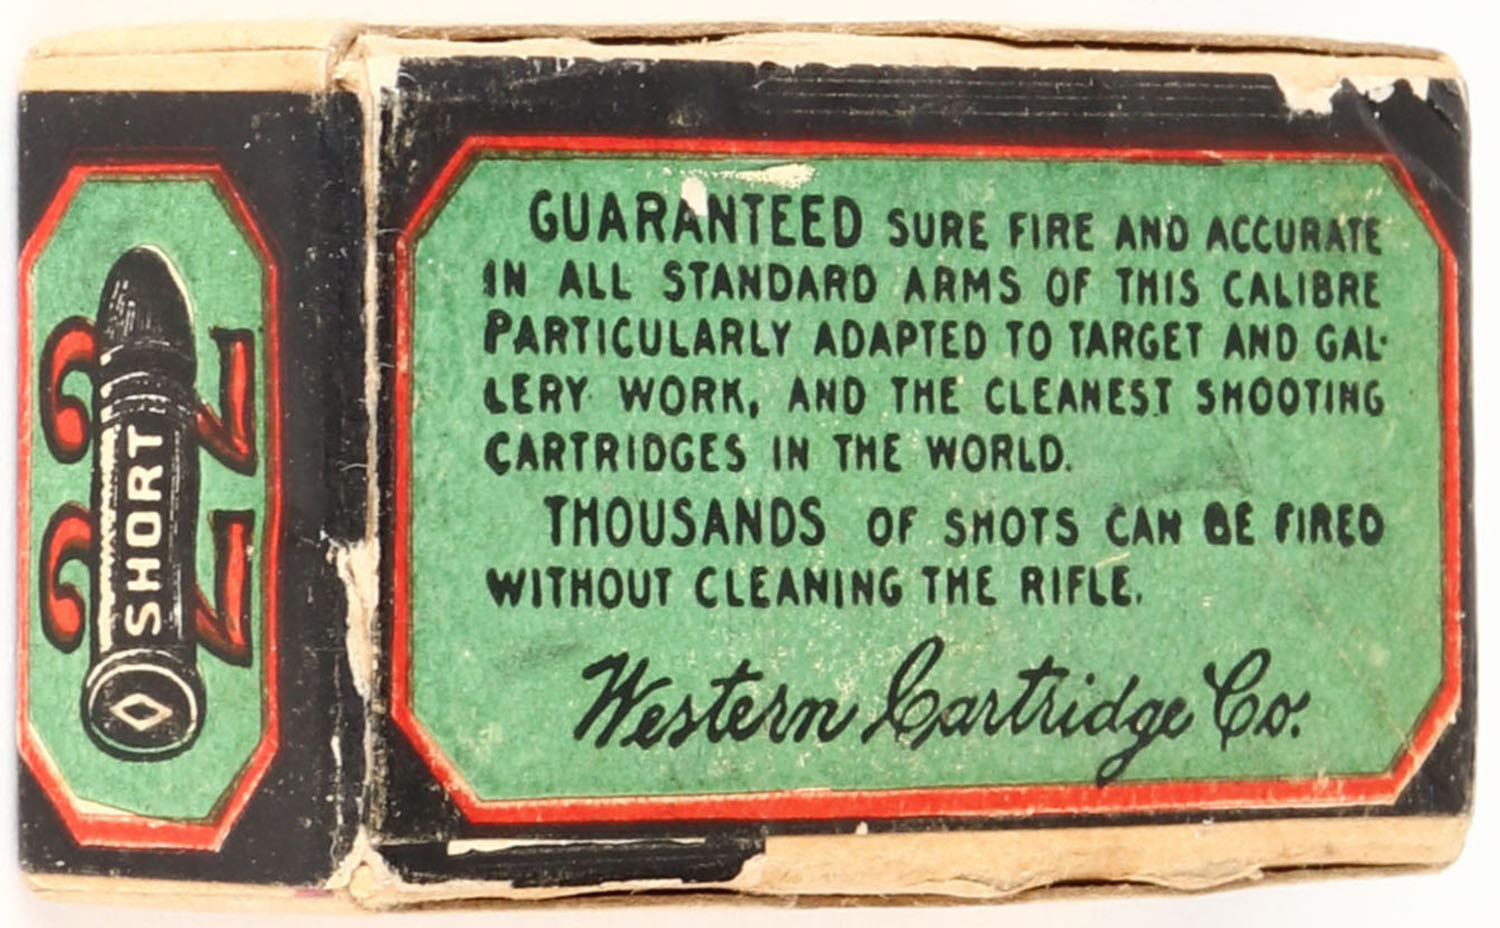 22
SHORT
GUARANTEED SURE FIRE AND ACCURATE
IN ALL STANDARD ARMS OF THIS CALIBRE
PARTICULARLY ADAPTED TO TARGET AND GAL-
LERY WORK, AND THE CLEANEST SHOOTING
CARTRIDGES IN THE WORLD.
THOUSANDS OF SHOTS CAN BE FIRED
WITHOUT CLEANING THE RIFLE.
Western Cartridge Co.